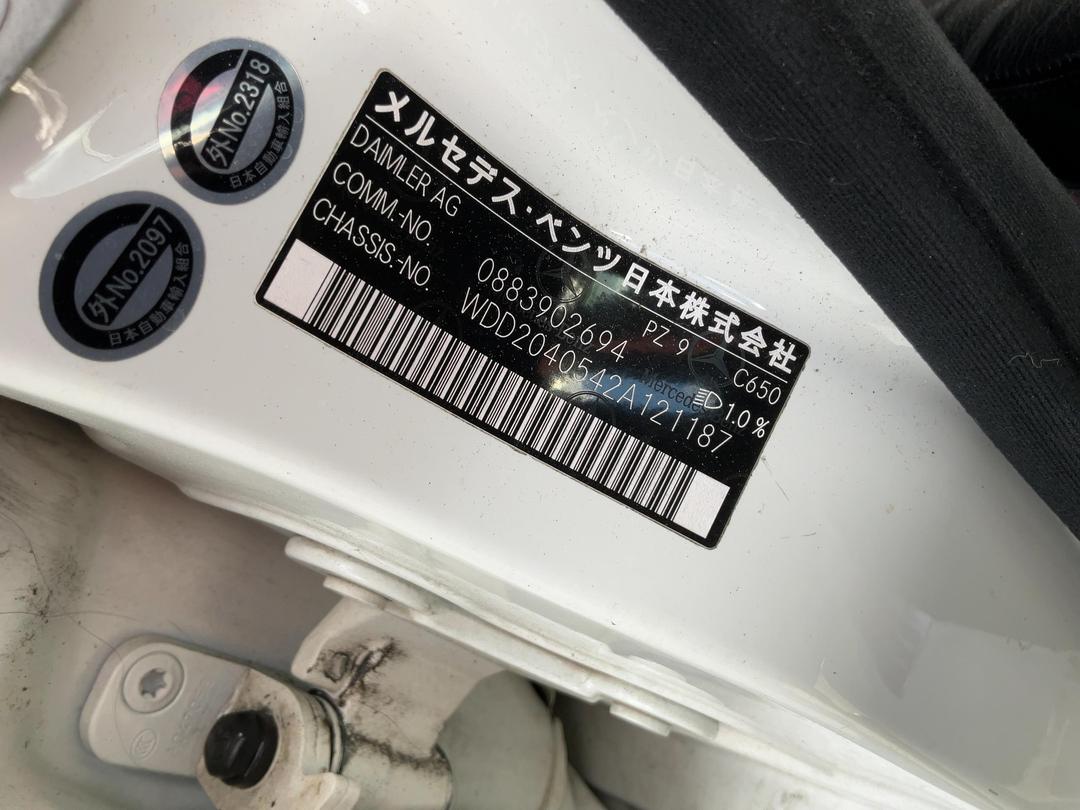 外No.2318
日本自動車輸入組合
外No.2097
日本自動車輸入組合
メルセデス・ベンツ日本株式会社
DAIMLER AG
COMM.-NO. 0883902694 PZ 9 C650
CHASSIS.-NO. WDD2040542A121187 1.0 %
Mercedes